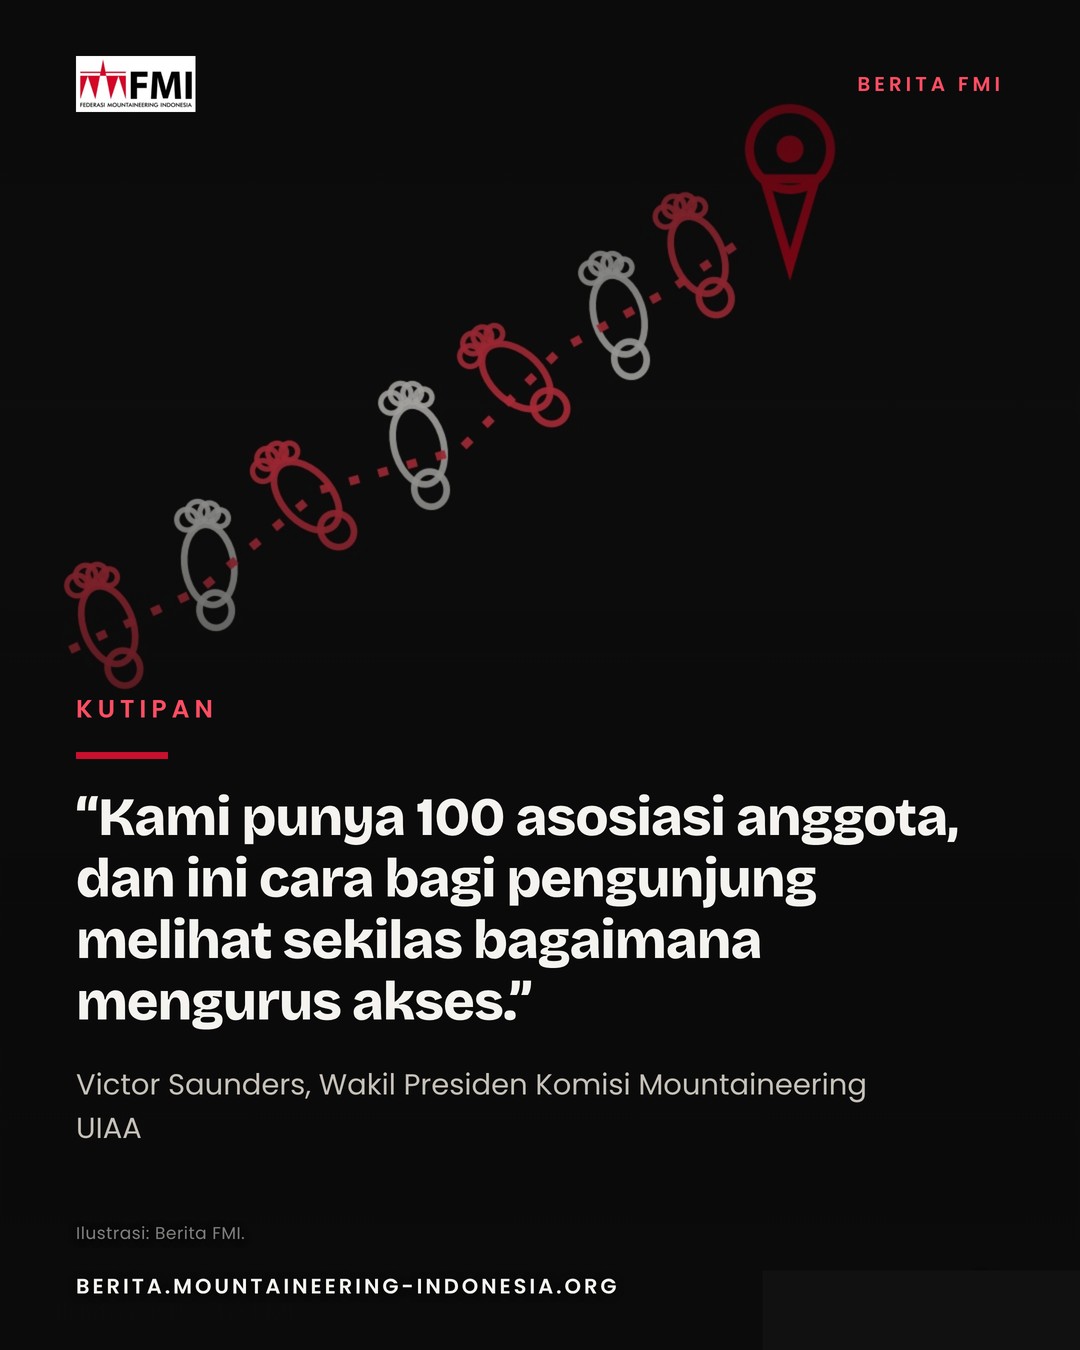 FMI
FEDERASI MOUNTAINEERING INDONESIA
BERITA FMI
KUTIPAN
“Kami punya 100 asosiasi anggota,
dan ini cara bagi pengunjung
melihat sekilas bagaimana
mengurus akses.”
Victor Saunders, Wakil Presiden Komisi Mountaineering
UIAA
Ilustrasi: Berita FMI.
BERITA.MOUNTAINEERING-INDONESIA.ORG